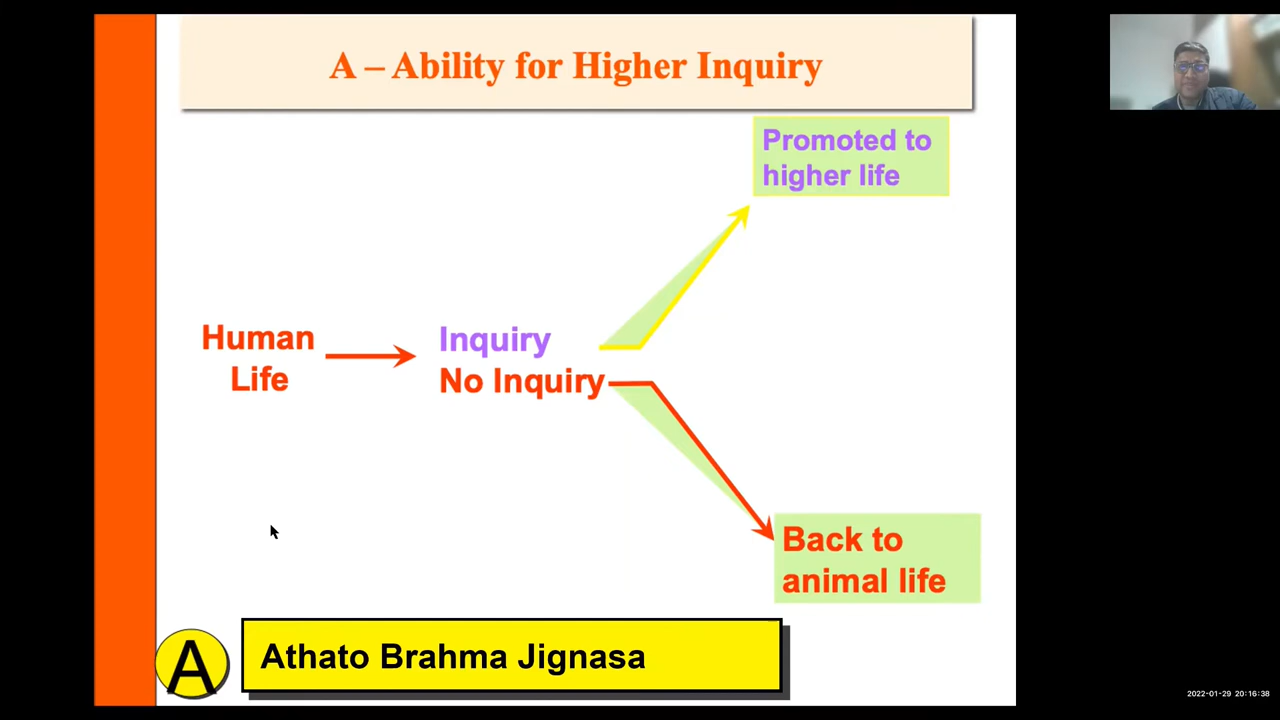 A – Ability for Higher Inquiry
Promoted to
higher life
Human
Life
Inquiry
No Inquiry
Back to
animal life
A
Athato Brahma Jignasa
2022-01-29 20:16:38